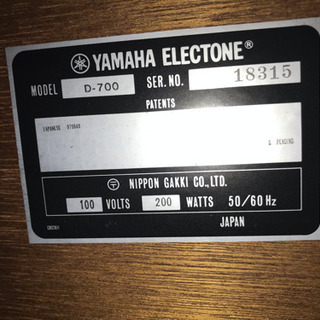 YAMAHA ELECTONE®
MODEL D-700 SER. NO. 18315
PATENTS
JAPANESE
& PENDING
〒 NIPPON GAKKI CO., LTD.
100 VOLTS 200 WATTS 50/60 Hz
JAPAN